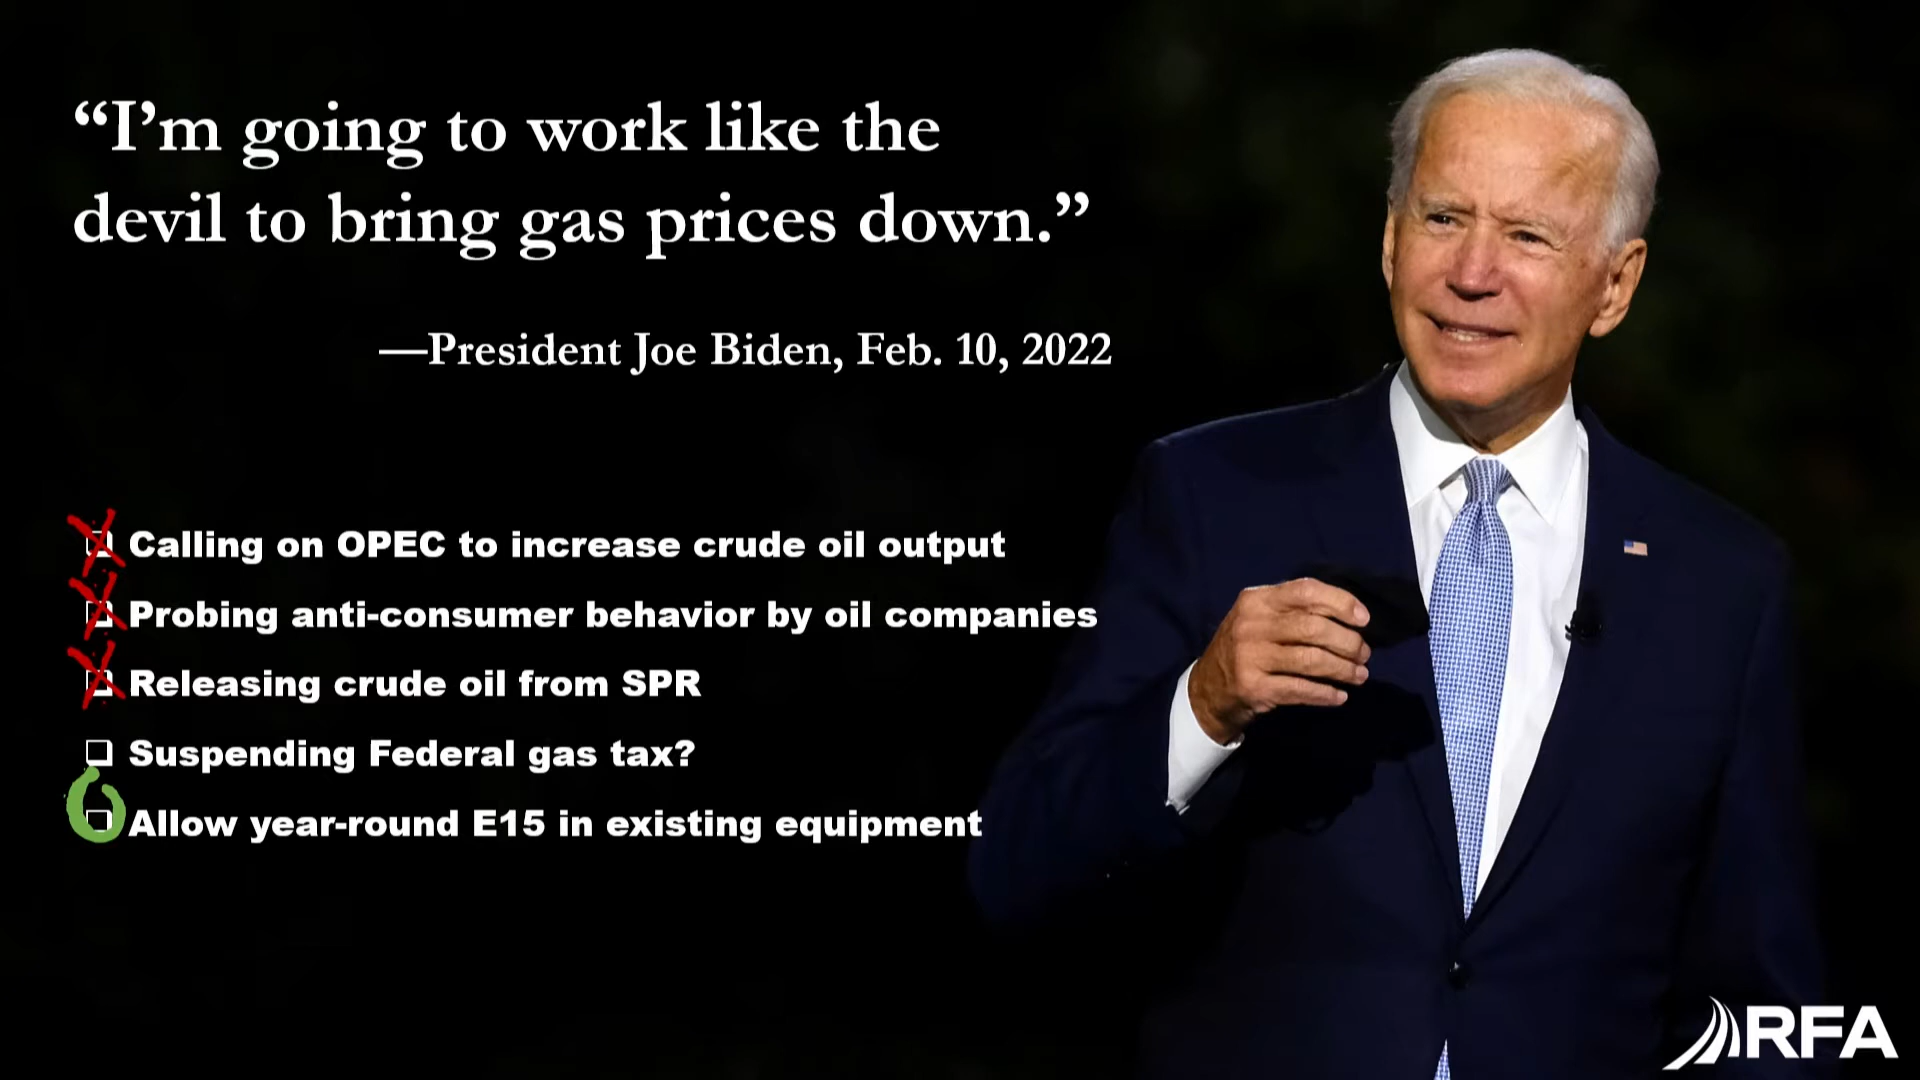 “I’m going to work like the
devil to bring gas prices down.”
—President Joe Biden, Feb. 10, 2022
Calling on OPEC to increase crude oil output
Probing anti-consumer behavior by oil companies
Releasing crude oil from SPR
Suspending Federal gas tax?
Allow year-round E15 in existing equipment
RFA